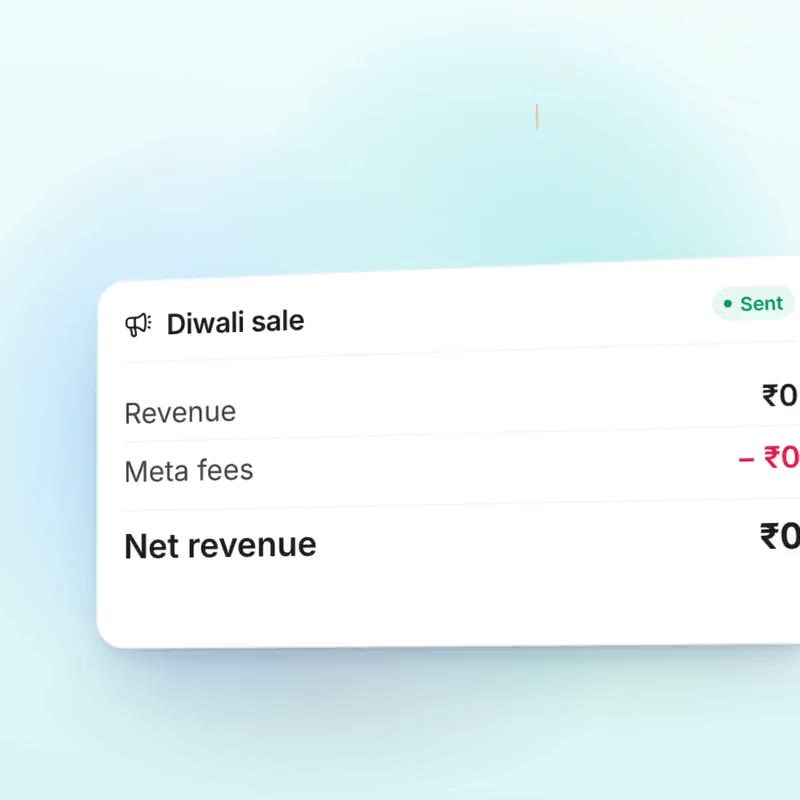 Diwali sale
Sent
Revenue ₹0
Meta fees – ₹0
Net revenue ₹0